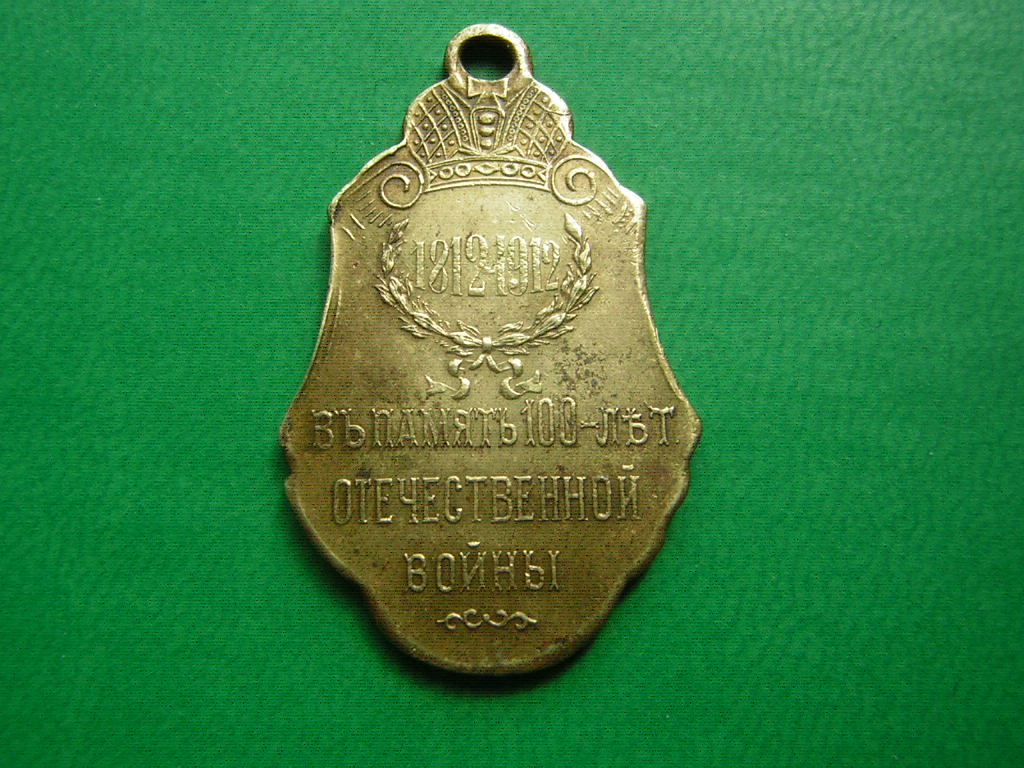 1812-1912
ВЪ ПАМЯТЬ 100-ЛѢТ.
ОТЕЧЕСТВЕННОЙ
ВОЙНЫ